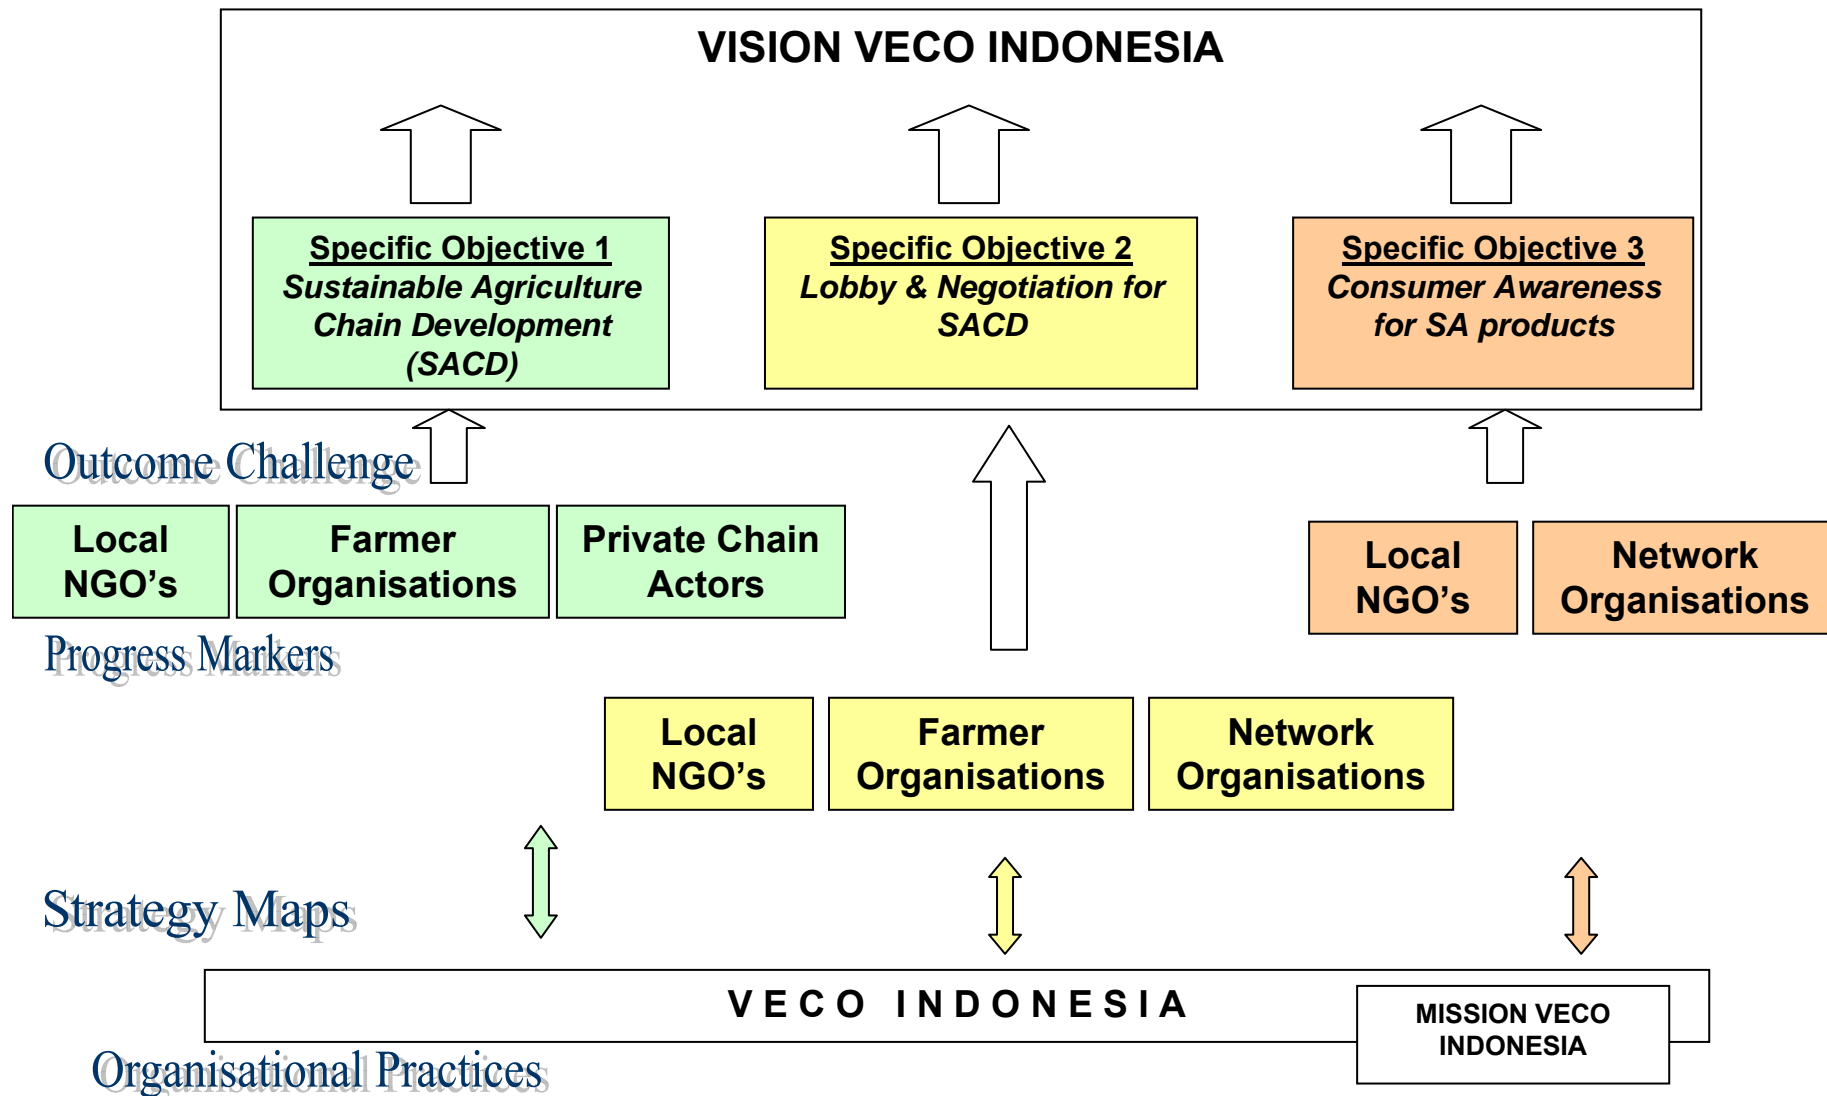 VISION VECO INDONESIA
Specific Objective 1
Sustainable Agriculture
Chain Development
(SACD)
Specific Objective 2
Lobby & Negotiation for
SACD
Specific Objective 3
Consumer Awareness
for SA products
Outcome Challenge
Local
NGO’s
Farmer
Organisations
Private Chain
Actors
Local
NGO’s
Network
Organisations
Progress Markers
Local
NGO’s
Farmer
Organisations
Network
Organisations
Strategy Maps
VECO INDONESIA
MISSION VECO
INDONESIA
Organisational Practices